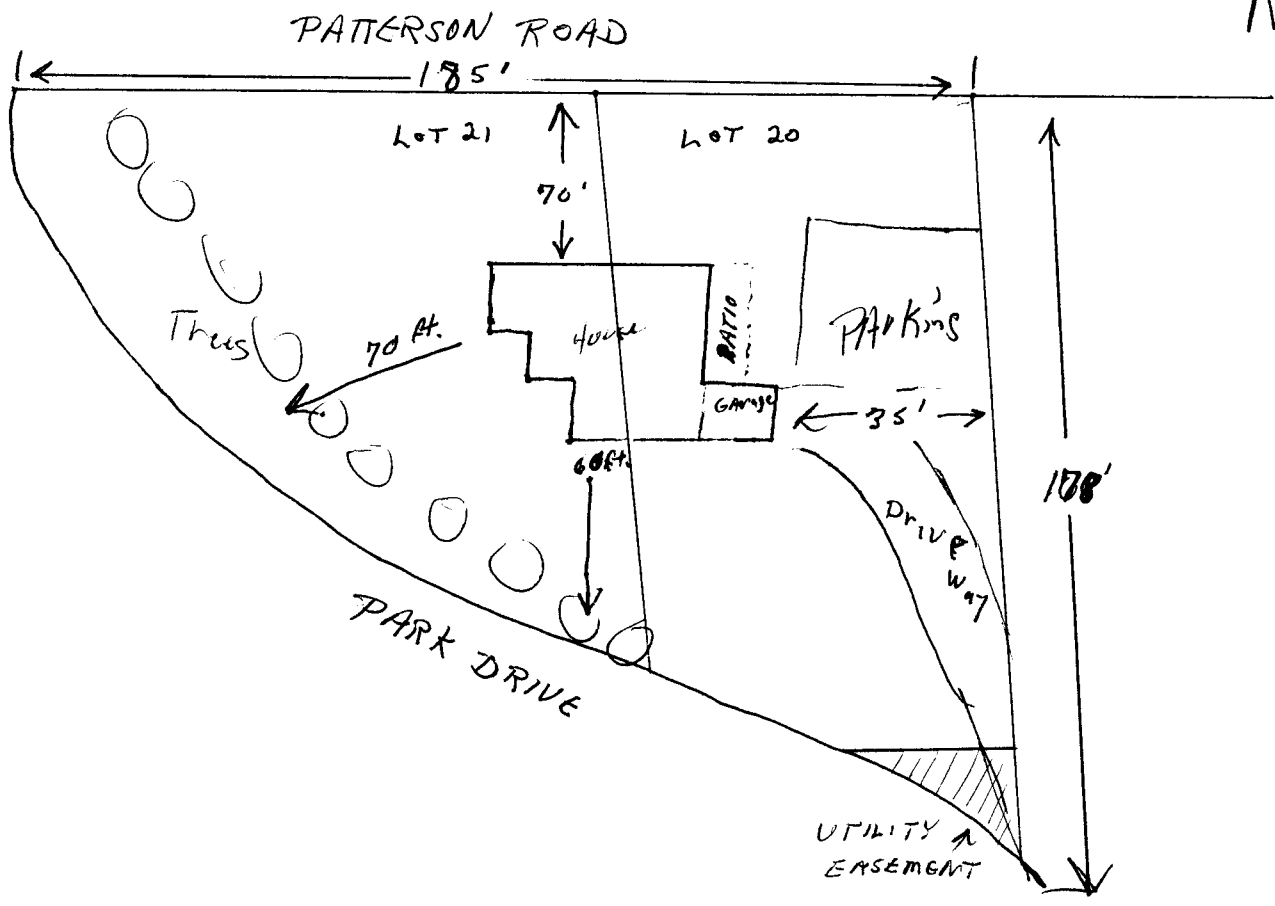 PATTERSON ROAD
185'
LOT 21
LOT 20
70'
House
PATIO
PArking
Trees
70 ft.
GArage
35'
60ft.
Drive
way
PARK DRIVE
UTILITY
EASEMENT